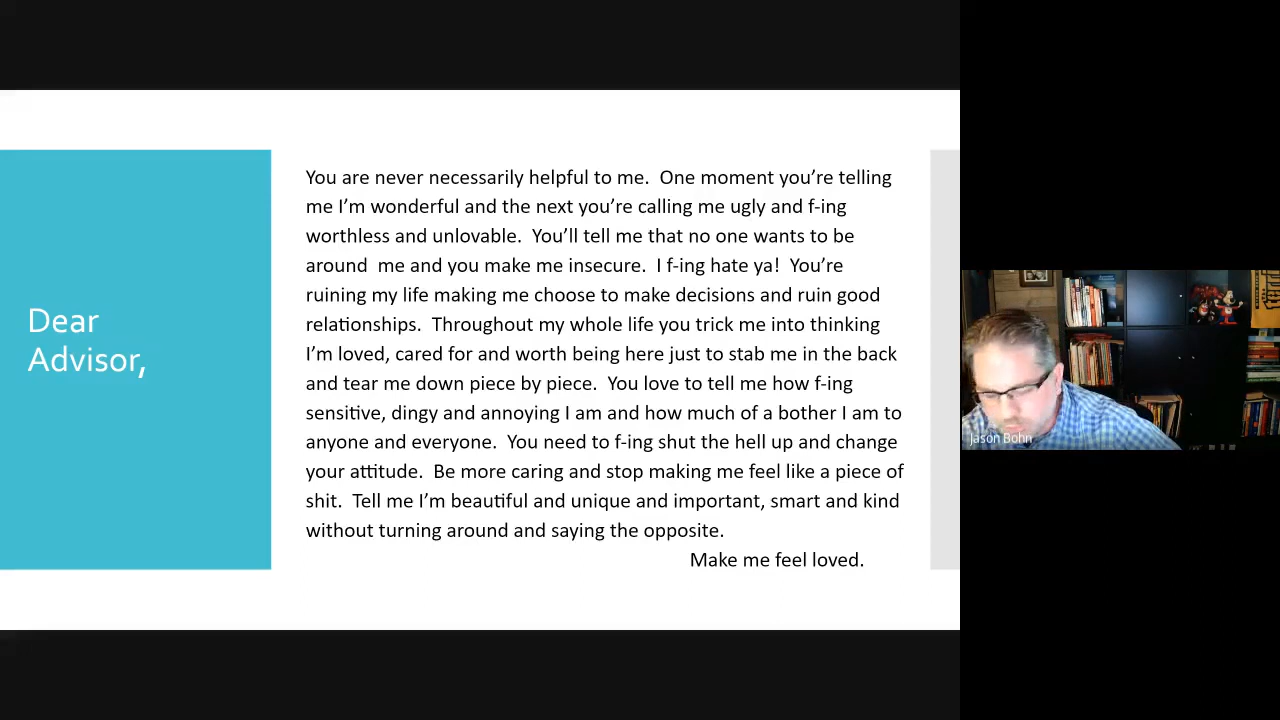 Dear
Advisor,
You are never necessarily helpful to me.  One moment you’re telling
me I’m wonderful and the next you’re calling me ugly and f-ing
worthless and unlovable.  You’ll tell me that no one wants to be
around  me and you make me insecure.  I f-ing hate ya!  You’re
ruining my life making me choose to make decisions and ruin good
relationships.  Throughout my whole life you trick me into thinking
I’m loved, cared for and worth being here just to stab me in the back
and tear me down piece by piece.  You love to tell me how f-ing
sensitive, dingy and annoying I am and how much of a bother I am to
anyone and everyone.  You need to f-ing shut the hell up and change
your attitude.  Be more caring and stop making me feel like a piece of
shit.  Tell me I’m beautiful and unique and important, smart and kind
without turning around and saying the opposite.
Make me feel loved.
Jason Bohn